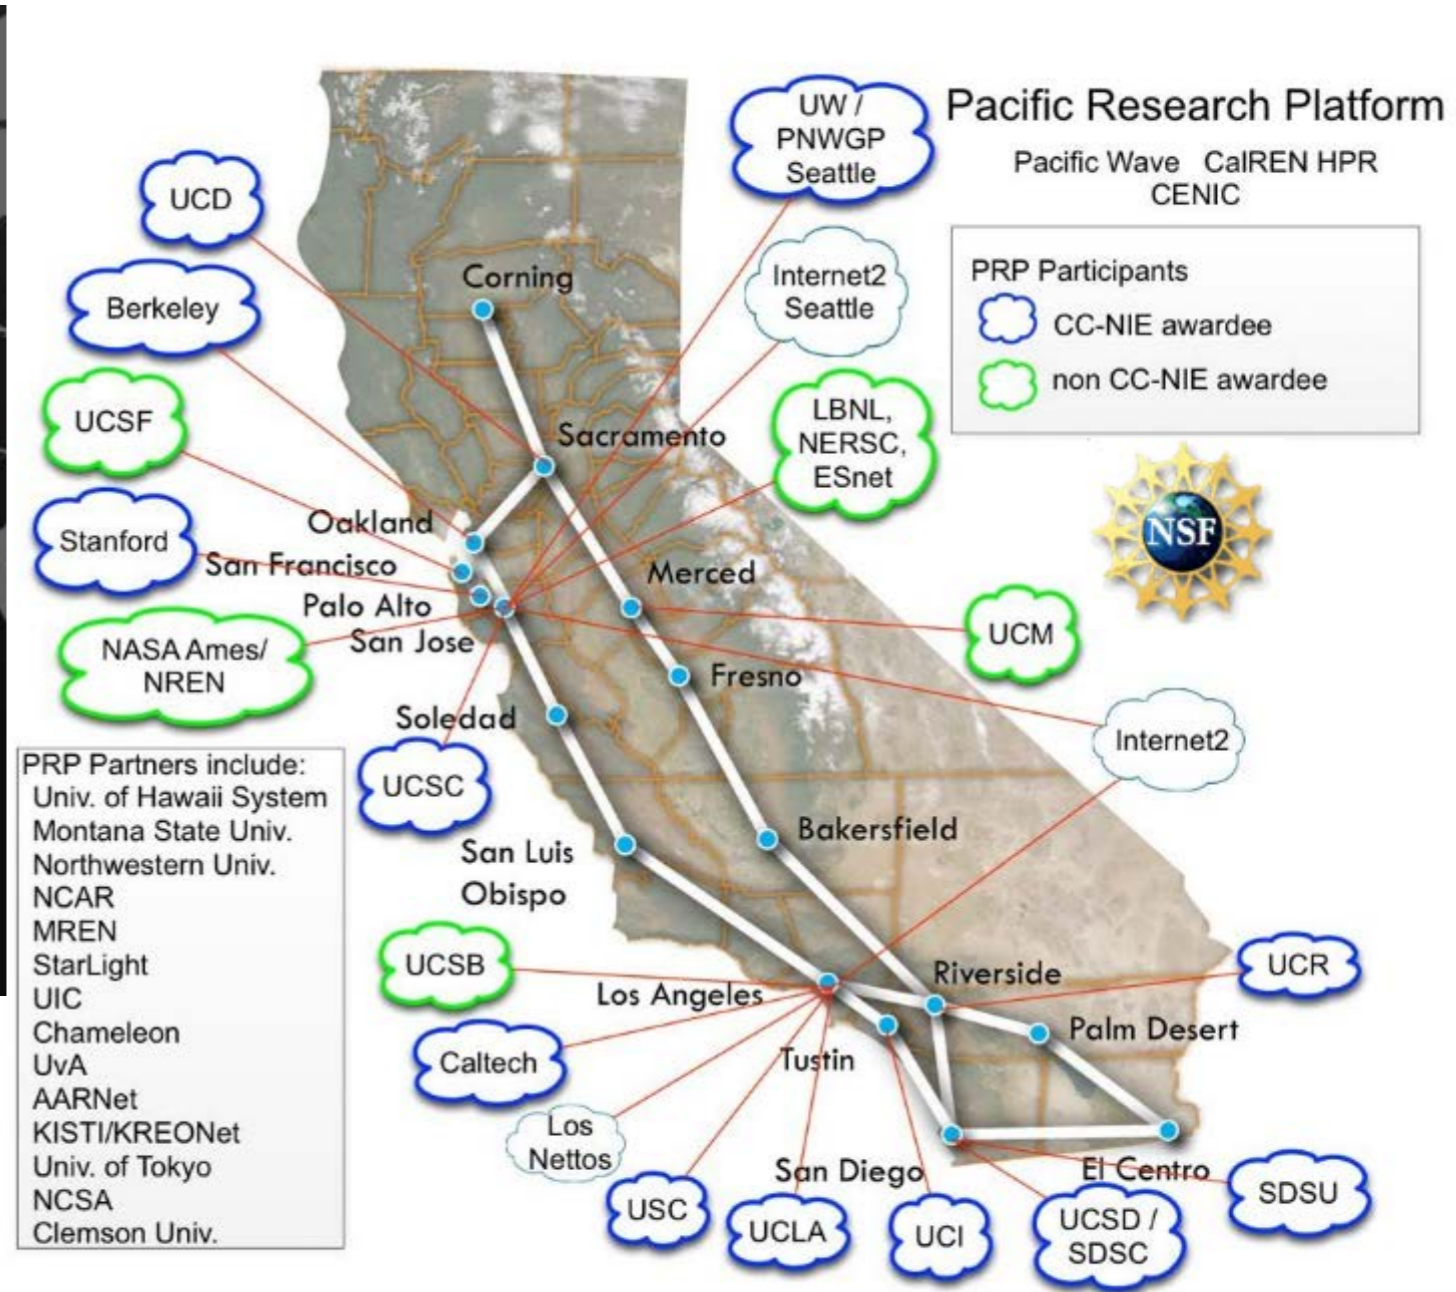 Pacific Research Platform
Pacific Wave CalREN HPR
CENIC
PRP Participants
CC-NIE awardee
non CC-NIE awardee
NSF
UW /
PNWGP
Seattle
Internet2
Seattle
LBNL,
NERSC,
ESnet
UCD
Berkeley
UCSF
Stanford
NASA Ames/
NREN
Corning
Sacramento
Oakland
San Francisco
Palo Alto
San Jose
Merced
UCM
Fresno
Soledad
UCSC
Internet2
San Luis
Obispo
Bakersfield
UCSB
Los Angeles
Riverside
UCR
Caltech
Tustin
Palm Desert
Los
Nettos
San Diego
El Centro
USC
UCLA
UCI
UCSD /
SDSC
SDSU
PRP Partners include:
Univ. of Hawaii System
Montana State Univ.
Northwestern Univ.
NCAR
MREN
StarLight
UIC
Chameleon
UvA
AARNet
KISTI/KREONet
Univ. of Tokyo
NCSA
Clemson Univ.